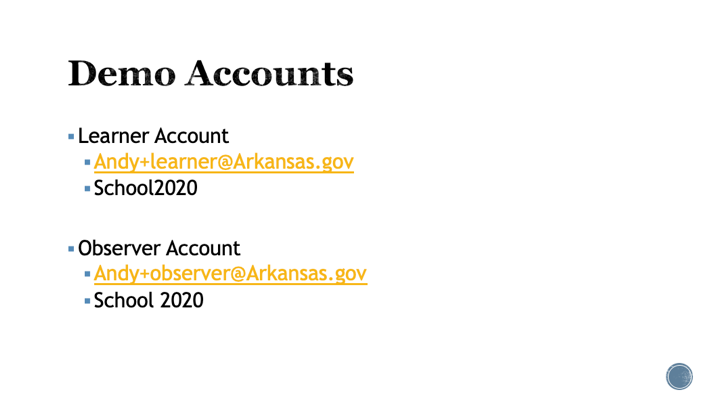 Demo Accounts
Learner Account
Andy+learner@Arkansas.gov
School2020
Observer Account
Andy+observer@Arkansas.gov
School 2020